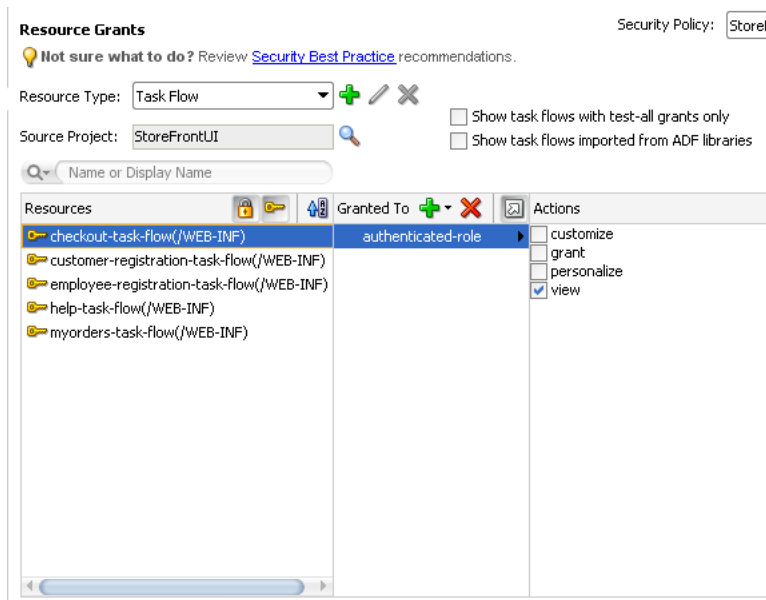 Resource Grants
Security Policy: Store
Not sure what to do? Review Security Best Practice recommendations.
Resource Type: Task Flow
Show task flows with test-all grants only
Source Project: StoreFrontUI
Show task flows imported from ADF libraries
Name or Display Name
Resources
Granted To
Actions
checkout-task-flow(/WEB-INF)
customer-registration-task-flow(/WEB-INF)
employee-registration-task-flow(/WEB-INF)
help-task-flow(/WEB-INF)
myorders-task-flow(/WEB-INF)
authenticated-role
customize
grant
personalize
view